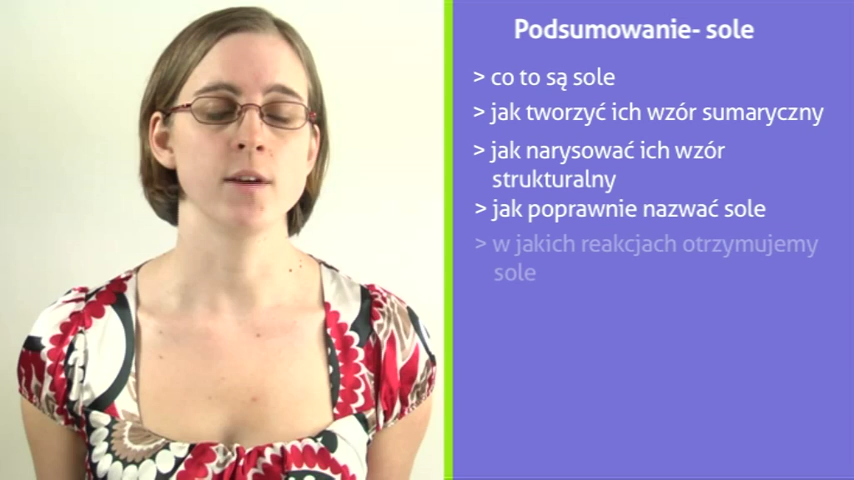 Podsumowanie- sole
> co to są sole
> jak tworzyć ich wzór sumaryczny
> jak narysować ich wzór
strukturalny
> jak poprawnie nazwać sole
> w jakich reakcjach otrzymujemy
sole